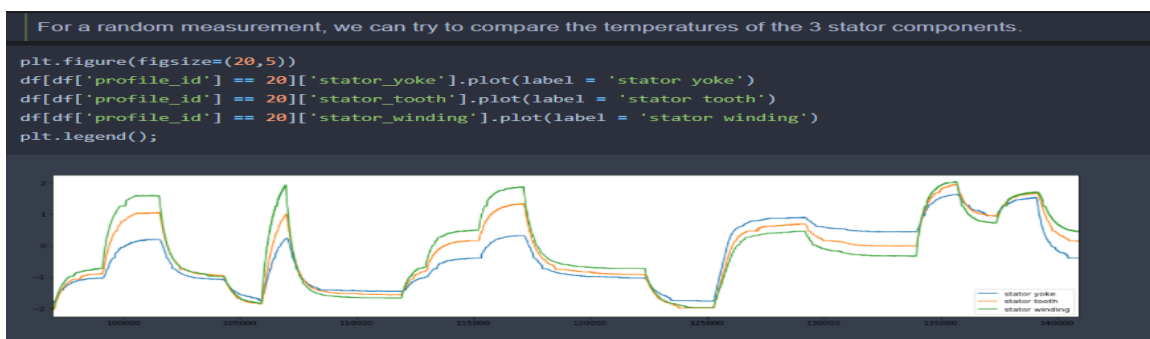 For a random measurement, we can try to compare the temperatures of the 3 stator components.
plt.figure(figsize=(20,5))
df[df['profile_id'] == 20]['stator_yoke'].plot(label = 'stator yoke')
df[df['profile_id'] == 20]['stator_tooth'].plot(label = 'stator tooth')
df[df['profile_id'] == 20]['stator_winding'].plot(label = 'stator winding')
plt.legend();
2
1
0
−1
−2
stator yoke
stator tooth
stator winding
100000 105000 110000 115000 120000 125000 130000 135000 140000